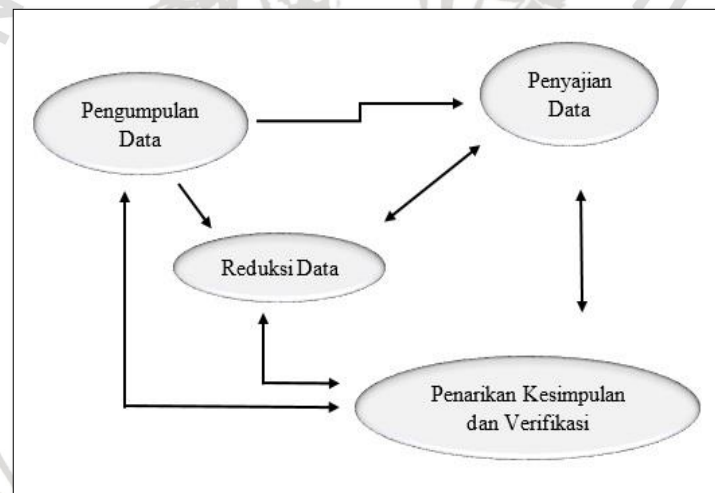 Pengumpulan
Data
Penyajian
Data
Reduksi Data
Penarikan Kesimpulan
dan Verifikasi